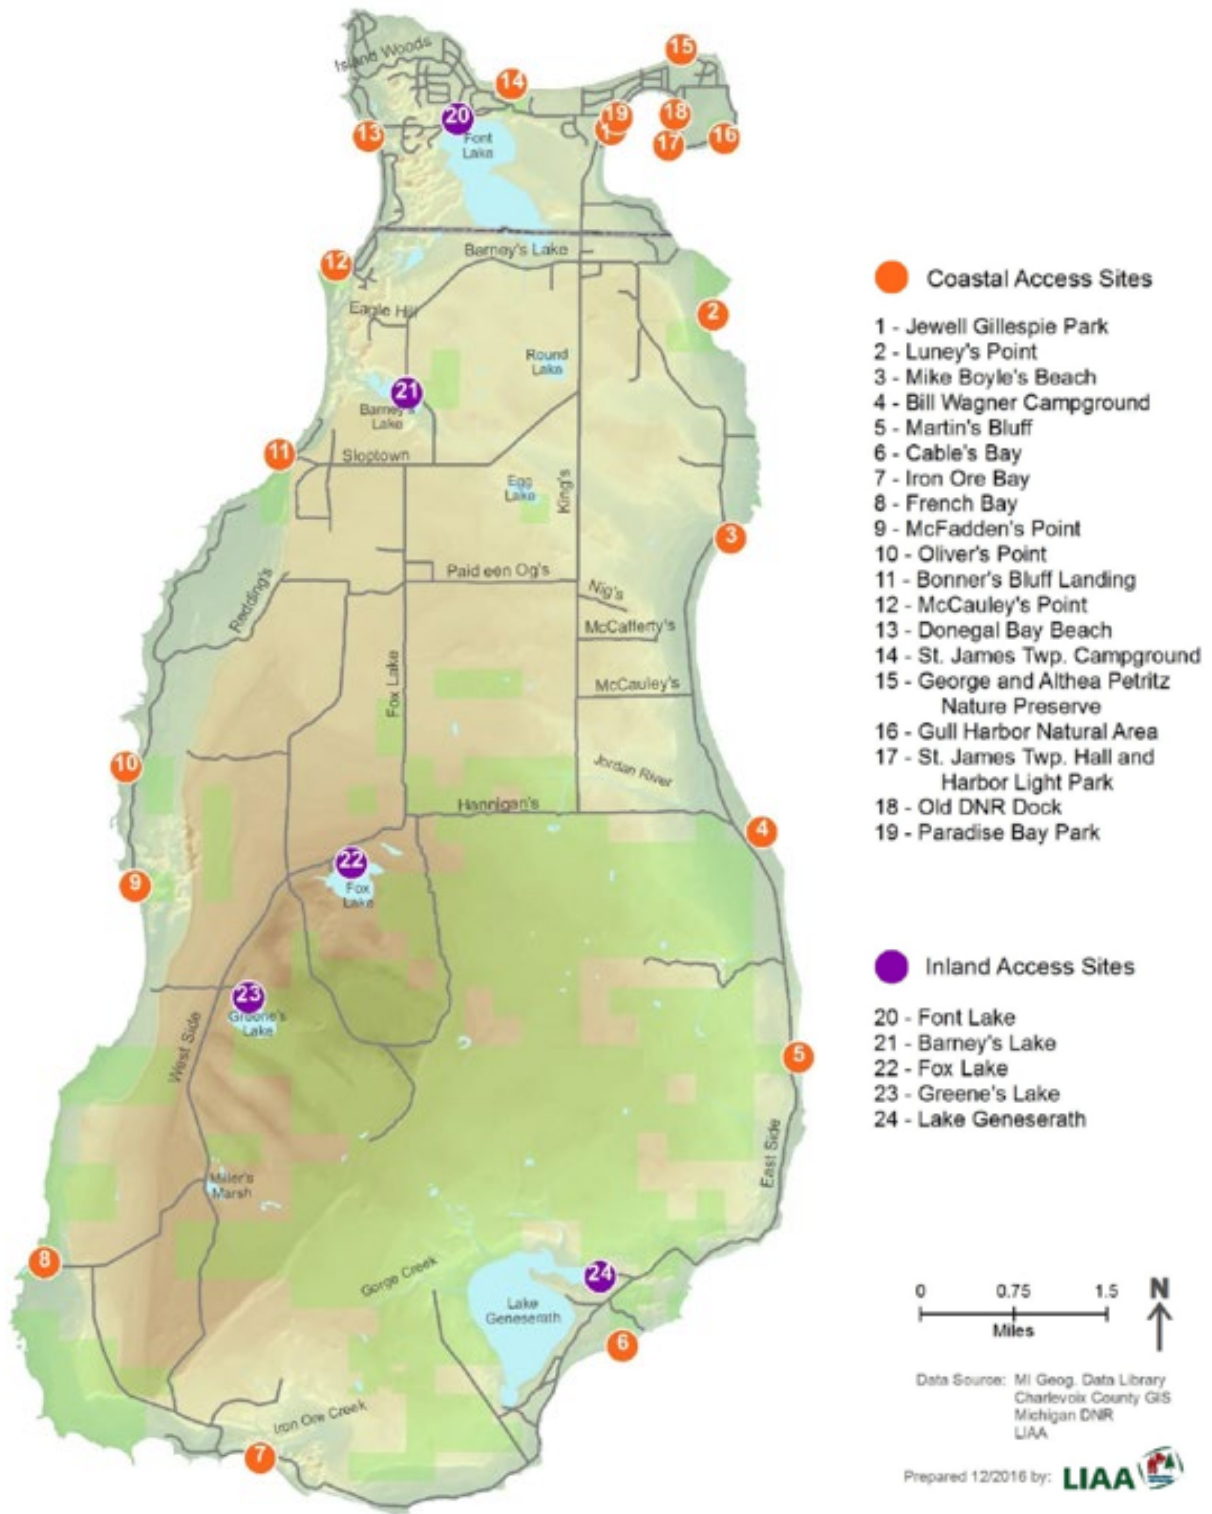 Island Woods
15
14
20
19
18
13
1
17
16
Font
Lake
Barney's Lake
12
Eagle Hill
2
Round
Lake
21
Barney's
Lake
11
Sloptown
Egg
Lake
King's
3
Paid een Og's
Redding's
Nig's
McCafferty's
Fox Lake
McCauley's
10
Jordan River
Hannigan's
4
22
9
Fox
Lake
23
Greene's
Lake
West Side
5
East Side
Miller's
Marsh
8
Gorge Creek
24
Lake
Geneserath
6
Iron Ore Creek
7
Coastal Access Sites
1 - Jewell Gillespie Park
2 - Luney's Point
3 - Mike Boyle's Beach
4 - Bill Wagner Campground
5 - Martin's Bluff
6 - Cable's Bay
7 - Iron Ore Bay
8 - French Bay
9 - McFadden's Point
10 - Oliver's Point
11 - Bonner's Bluff Landing
12 - McCauley's Point
13 - Donegal Bay Beach
14 - St. James Twp. Campground
15 - George and Althea Petritz
Nature Preserve
16 - Gull Harbor Natural Area
17 - St. James Twp. Hall and
Harbor Light Park
18 - Old DNR Dock
19 - Paradise Bay Park
Inland Access Sites
20 - Font Lake
21 - Barney's Lake
22 - Fox Lake
23 - Greene's Lake
24 - Lake Geneserath
0 0.75 1.5
Miles
N
Data Source: MI Geog. Data Library
Charlevoix County GIS
Michigan DNR
LIAA
Prepared 12/2016 by: LIAA